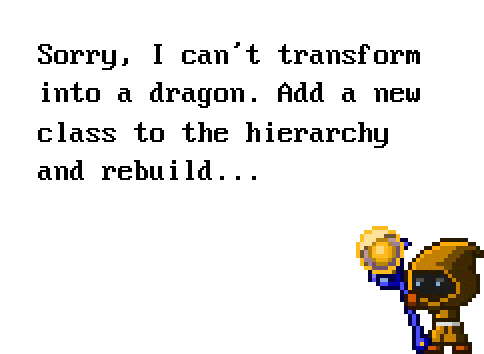 Sorry, I can't transform
into a dragon. Add a new
class to the hierarchy
and rebuild...